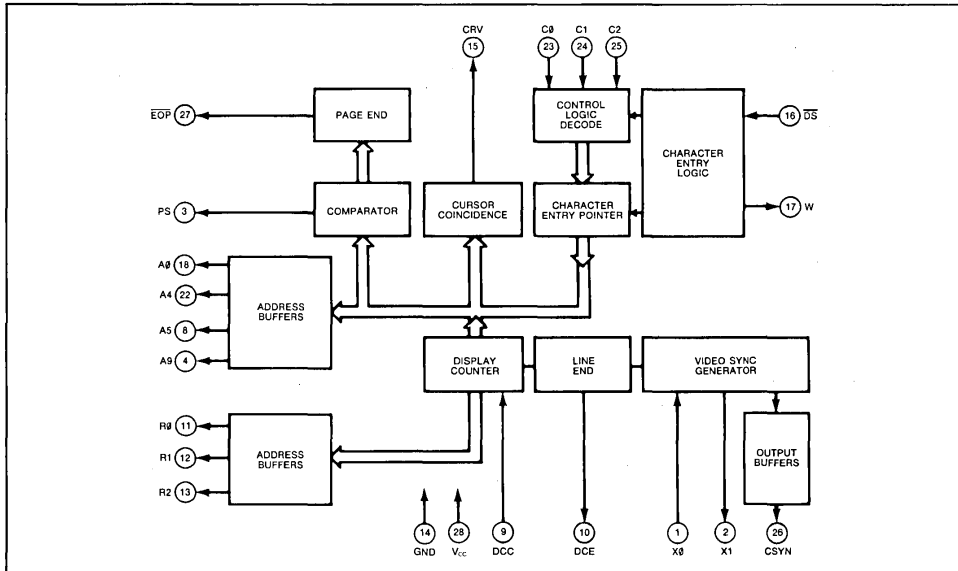 CRV
15
C0
23
C1
24
C2
25
EOP 27
PAGE END
CONTROL
LOGIC
DECODE
16 DS
CHARACTER
ENTRY
LOGIC
PS 3
COMPARATOR
CURSOR
COINCIDENCE
CHARACTER
ENTRY POINTER
17 W
A0 18
A4 22
A5 8
A9 4
ADDRESS
BUFFERS
DISPLAY
COUNTER
LINE
END
VIDEO SYNC
GENERATOR
R0 11
R1 12
R2 13
ADDRESS
BUFFERS
OUTPUT
BUFFERS
14
GND
28
Vcc
9
DCC
10
DCE
1
X0
2
X1
26
CSYN